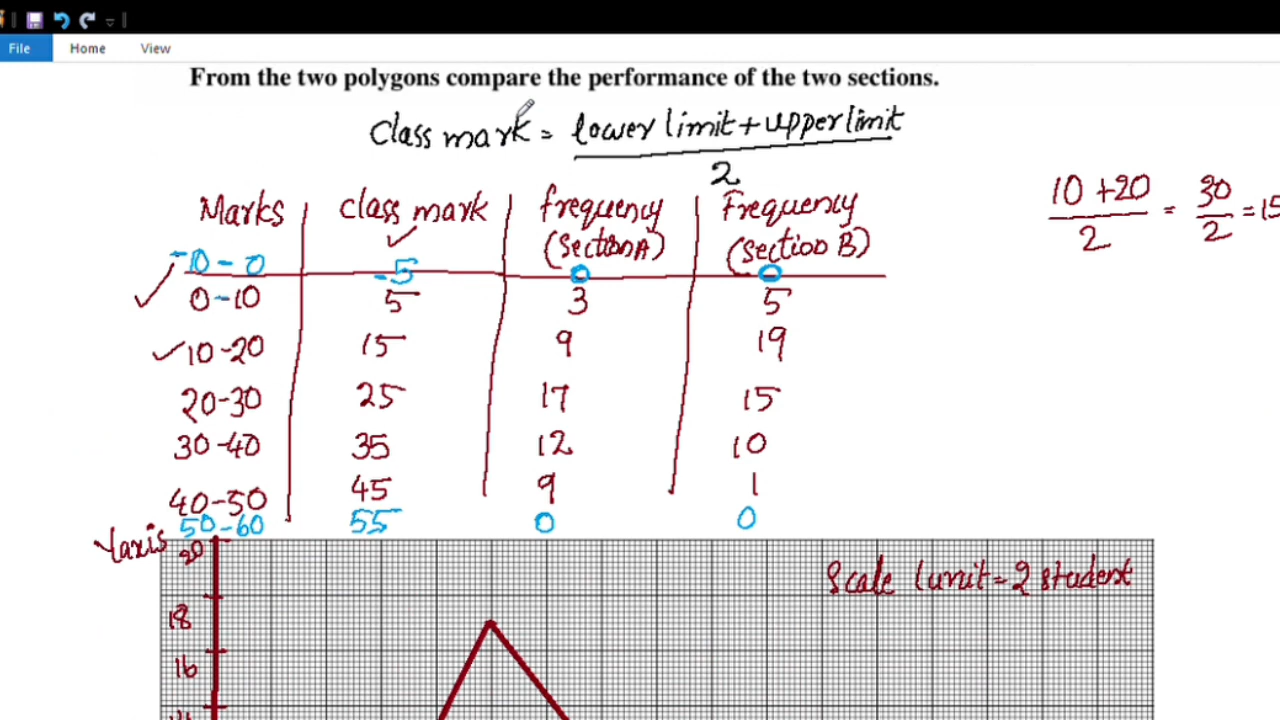 File Home View
From the two polygons compare the performance of the two sections.
Class mark = lower limit + upper limit
2
10 + 20 = 30 = 15
2 2
Marks class mark frequency Frequency
(Section A) (Section B)
-10 - 0 -5 0 0
0-10 5 3 5
10-20 15 9 19
20-30 25 17 15
30-40 35 12 10
40-50 45 9 1
50-60 55 0 0
Yaxis
20
Scale 1unit = 2 student
18
16